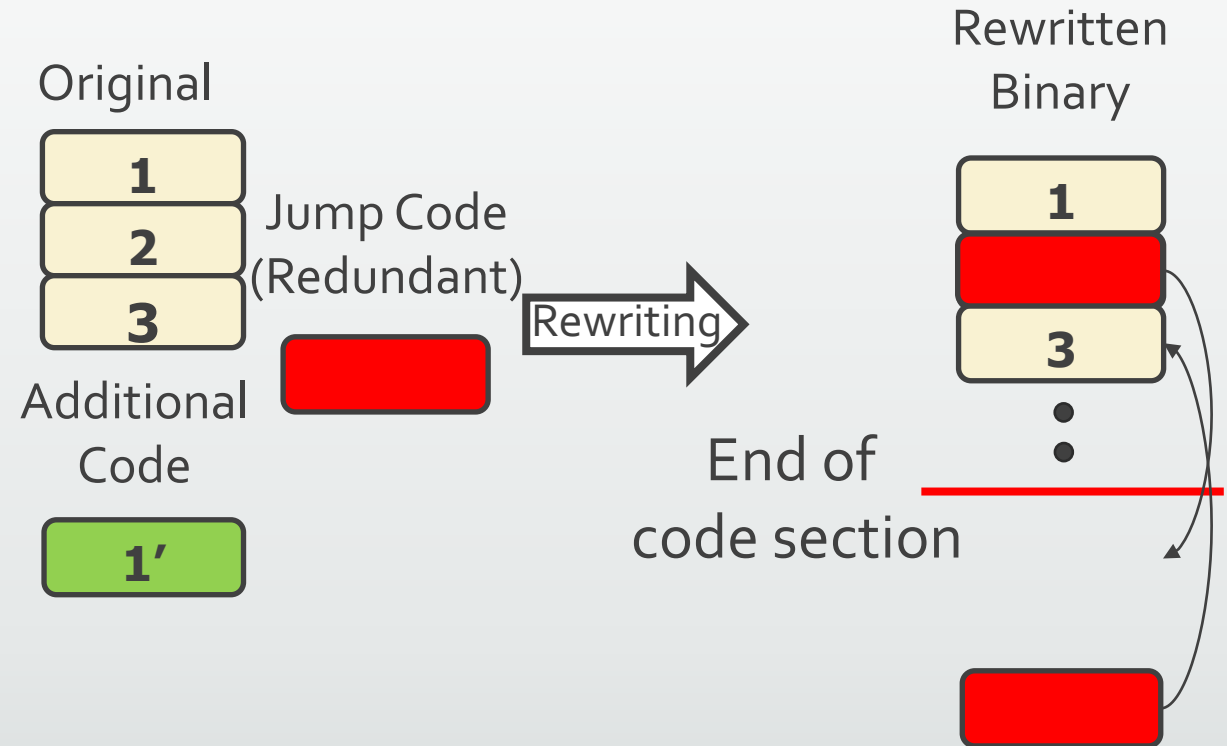 Original
1
2
3
Additional
Code
1′
Jump Code
(Redundant)
Rewriting
Rewritten
Binary
1
3
End of
code section